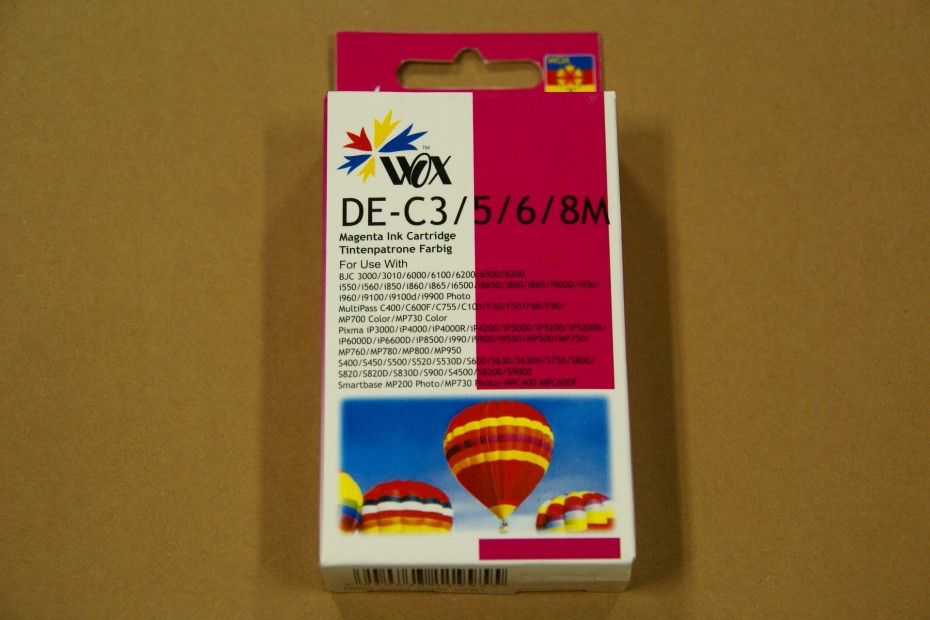 WOX
WOX™
DE-C3/5/6/8M
Magenta Ink Cartridge
Tintenpatrone Farbig
For Use With
BJC 3000/3010/6000/6100/6200/6500/8200
i550/i560/i850/i860/i865/i6500/i8650/i860/i865/i900D/i950/
i960/i9100/i9100d/i9900 Photo
MultiPass C400/C600F/C755/C100/F30/F50/F60/F80/
MP700 Color/MP730 Color
Pixma iP3000/iP4000/iP4000R/iP4200/iP5000/iP5200/iP5200R/
iP6000D/iP6600D/iP8500/i990/i9900/i9550/MP500/MP750/
MP760/MP780/MP800/MP950
S400/S450/S500/S520/S530D/S600/S630/S630N/S750/S800/
S820/S820D/S830D/S900/S4500/S8200/S9000
Smartbase MP200 Photo/MP730 Photo/MPC400 MPC600F